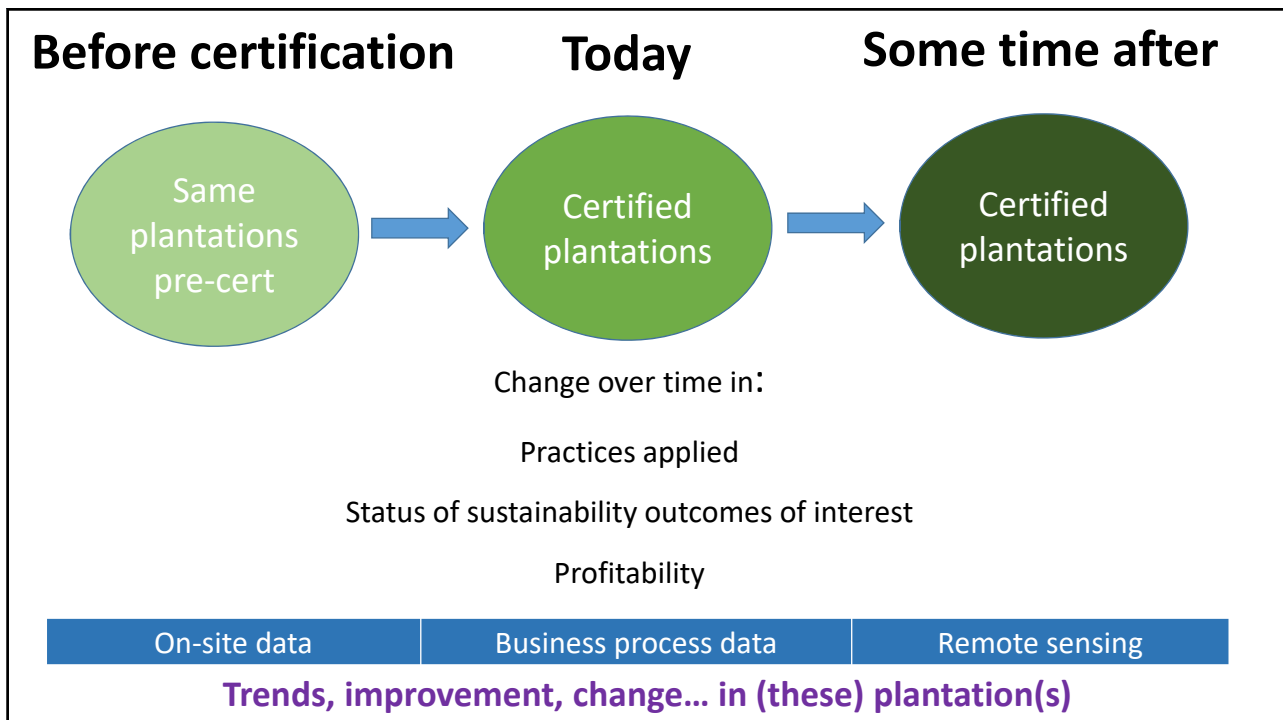 Before certification
Today
Some time after
Same
plantations
pre-cert
Certified
plantations
Certified
plantations
Change over time in:
Practices applied
Status of sustainability outcomes of interest
Profitability
On-site data
Business process data
Remote sensing
Trends, improvement, change… in (these) plantation(s)